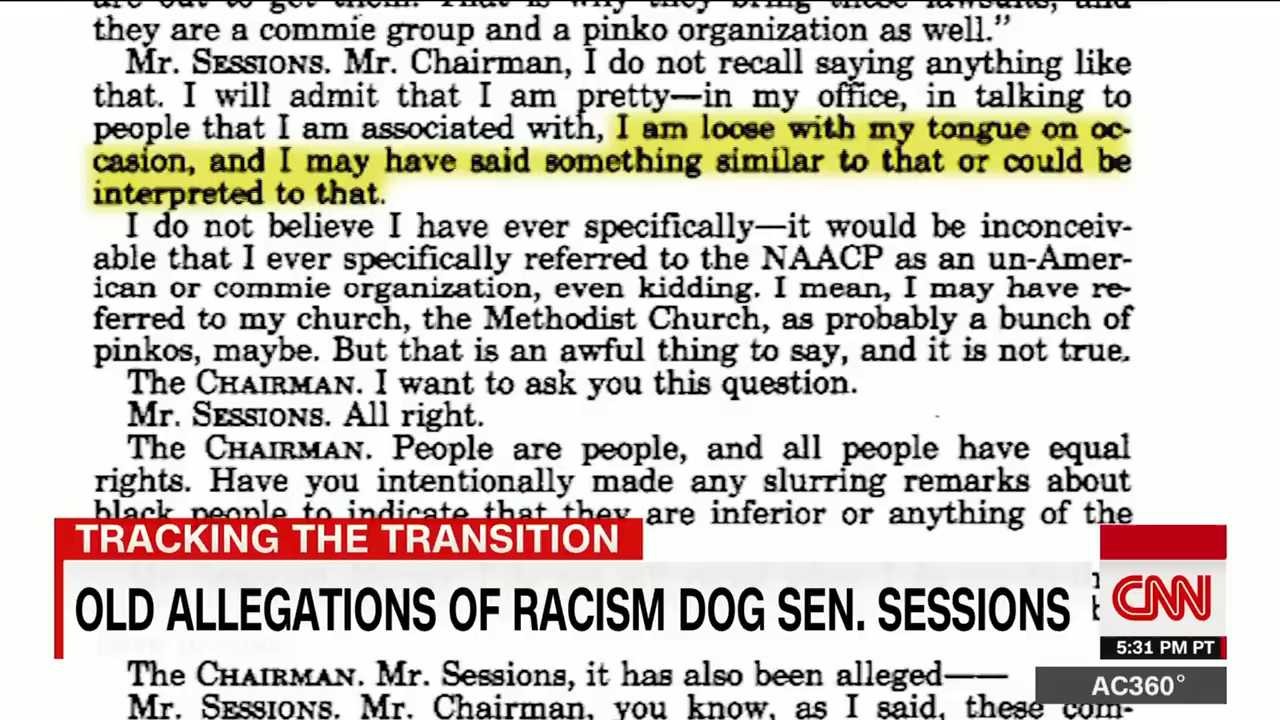 are out to get them. That is why they bring these lawsuits, and
they are a commie group and a pinko organization as well.”
Mr. SESSIONS. Mr. Chairman, I do not recall saying anything like
that. I will admit that I am pretty—in my office, in talking to
people that I am associated with, I am loose with my tongue on oc-
casion, and I may have said something similar to that or could be
interpreted to that.
I do not believe I have ever specifically—it would be inconceiv-
able that I ever specifically referred to the NAACP as an un-Amer-
ican or commie organization, even kidding. I mean, I may have re-
ferred to my church, the Methodist Church, as probably a bunch of
pinkos, maybe. But that is an awful thing to say, and it is not true.
The CHAIRMAN. I want to ask you this question.
Mr. SESSIONS. All right.
The CHAIRMAN. People are people, and all people have equal
rights. Have you intentionally made any slurring remarks about
black people to indicate that they are inferior or anything of the
TRACKING THE TRANSITION
OLD ALLEGATIONS OF RACISM DOG SEN. SESSIONS
CNN
5:31 PM PT
AC360°
The CHAIRMAN. Mr. Sessions, it has also been alleged——
Mr. SESSIONS. Mr. Chairman, you know, as I said, these com-